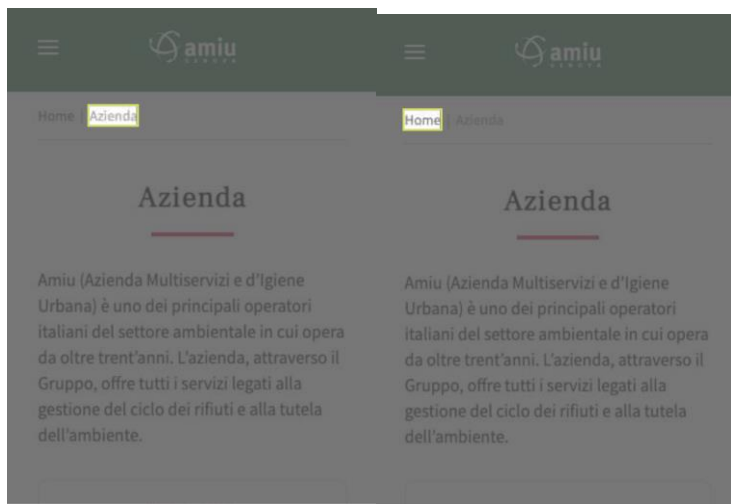 amiu
GENOVA
Home | Azienda
Azienda
Amiu (Azienda Multiservizi e d'Igiene
Urbana) è uno dei principali operatori
italiani del settore ambientale in cui opera
da oltre trent'anni. L'azienda, attraverso il
Gruppo, offre tutti i servizi legati alla
gestione del ciclo dei rifiuti e alla tutela
dell'ambiente.
amiu
GENOVA
Home | Azienda
Azienda
Amiu (Azienda Multiservizi e d'Igiene
Urbana) è uno dei principali operatori
italiani del settore ambientale in cui opera
da oltre trent'anni. L'azienda, attraverso il
Gruppo, offre tutti i servizi legati alla
gestione del ciclo dei rifiuti e alla tutela
dell'ambiente.